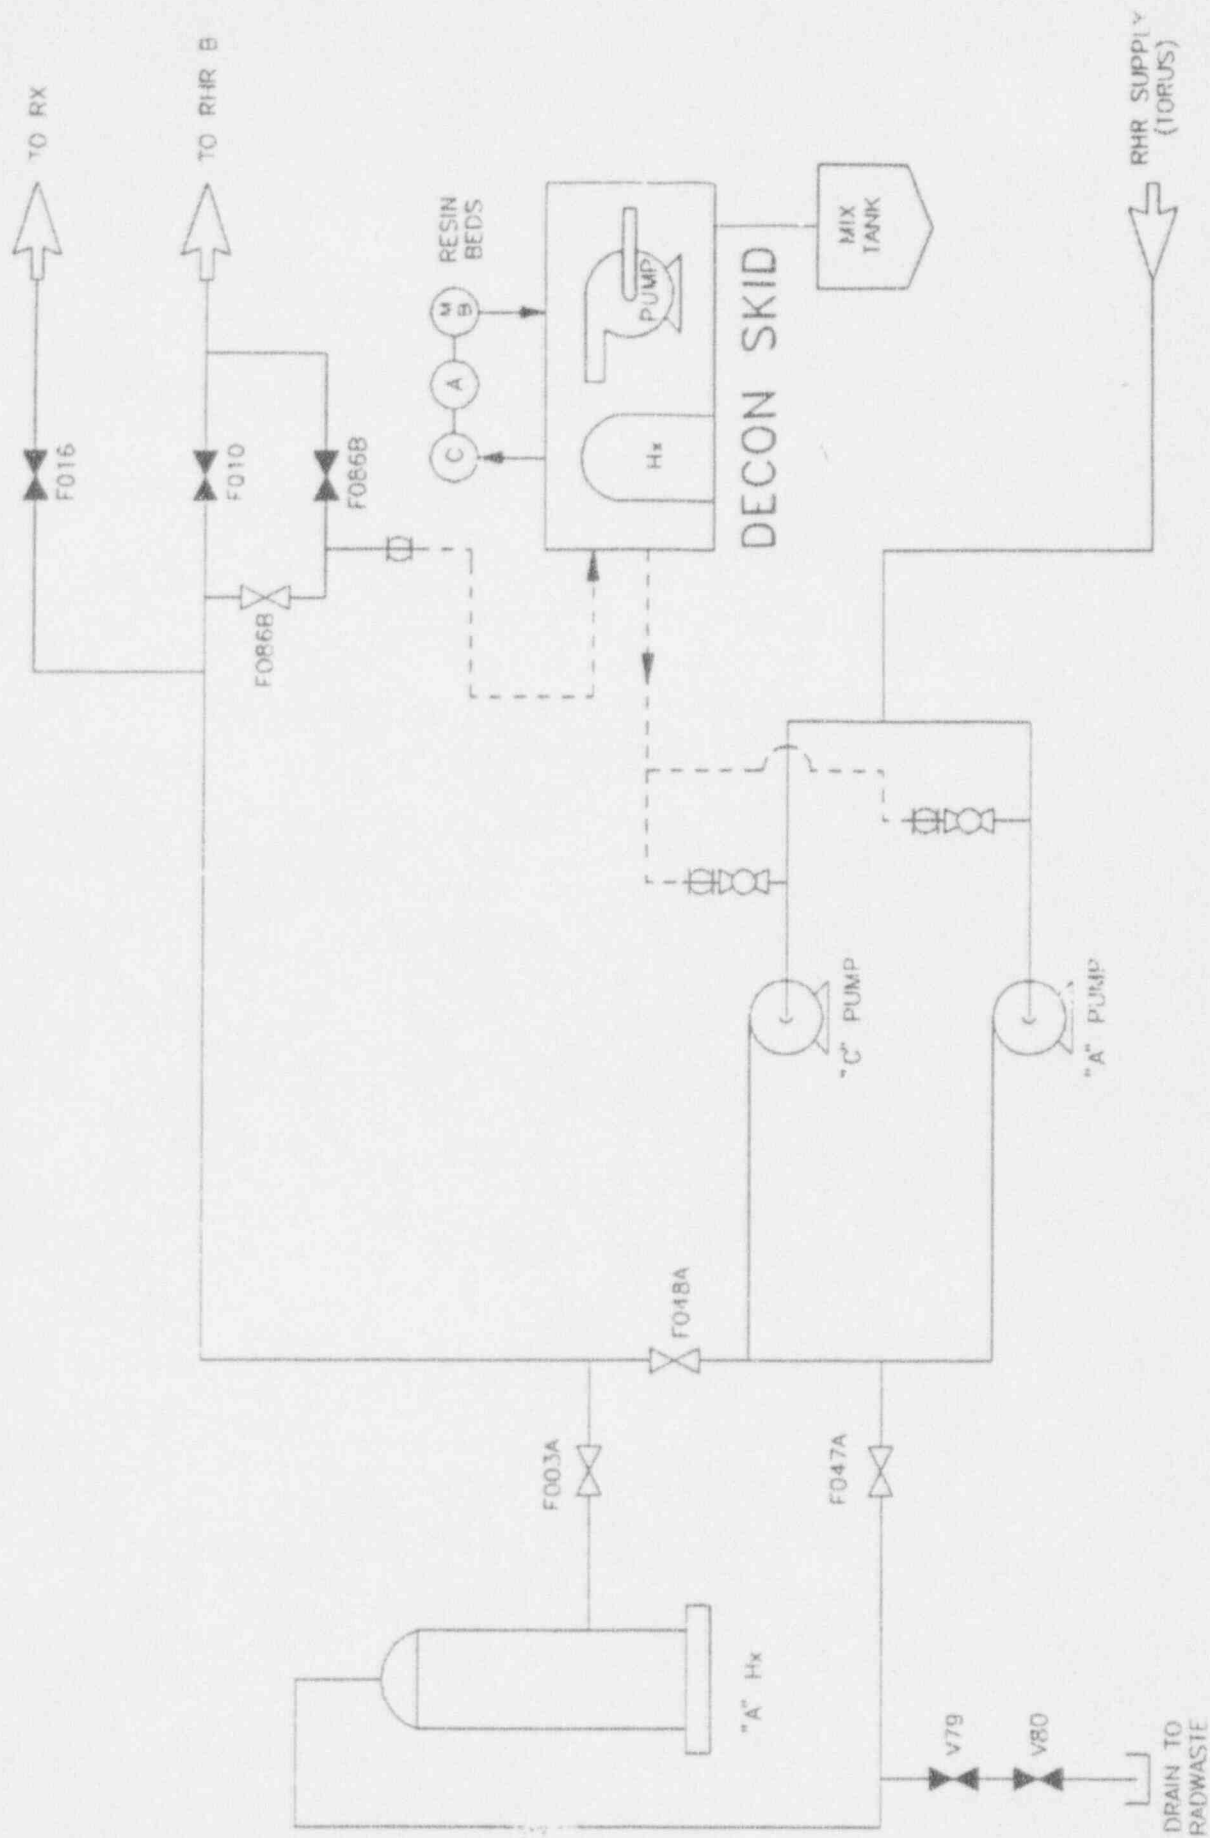 TO RX
TO RHR B
F016
F010
F086B
F086B
RESIN
BEDS
C
A
M
B
Hx
PUMP
DECON SKID
MIX
TANK
RHR SUPPLY
(TORUS)
F048A
F003A
F047A
"C" PUMP
"A" PUMP
"A" Hx
V79
V80
DRAIN TO
RADWASTE